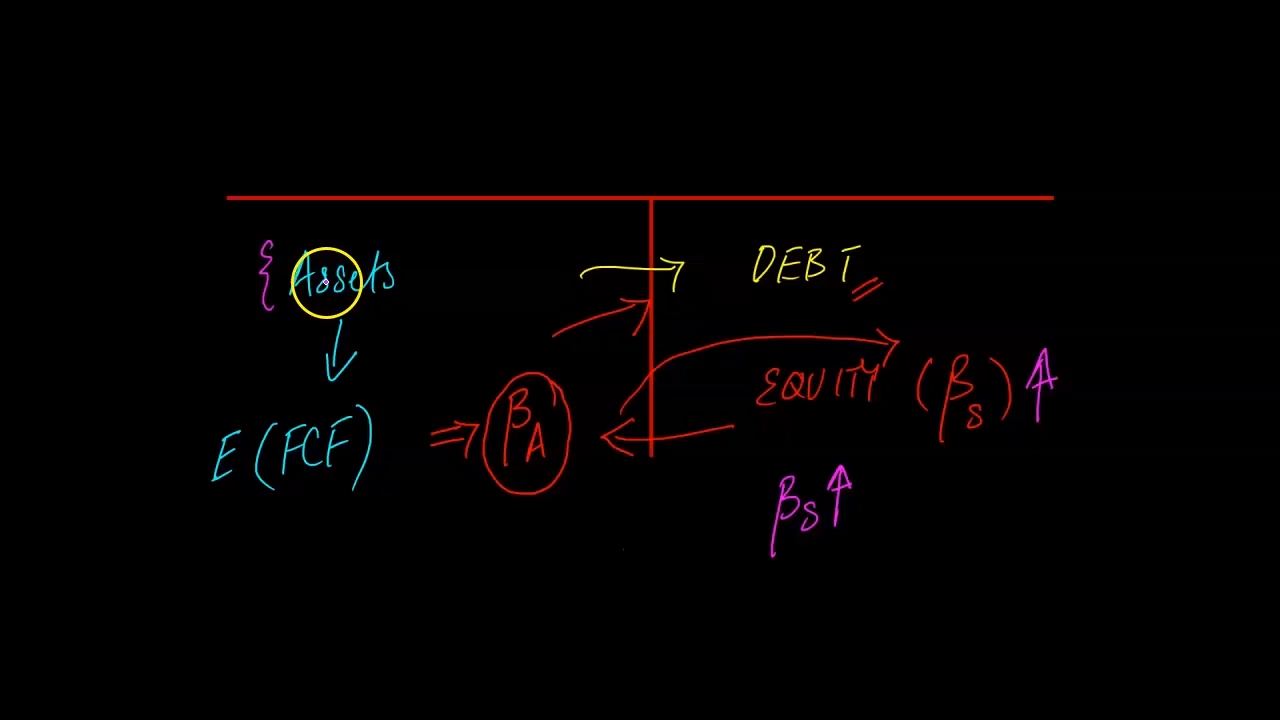 { Assets
DEBT
EQUITY (βS) ↑
E (FCF) ⇒ βA
βS ↑